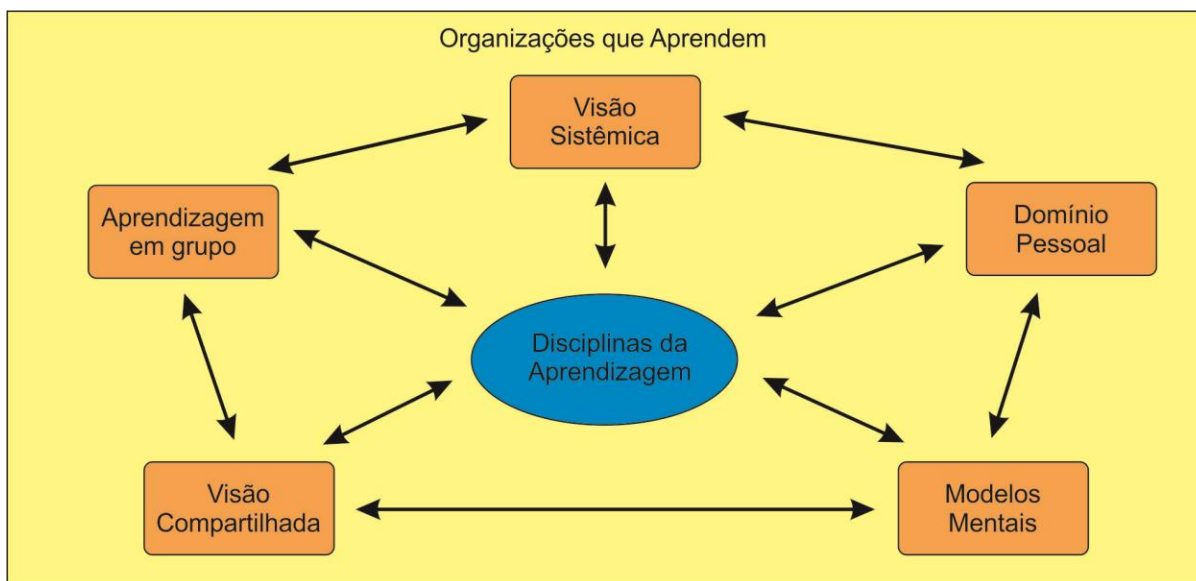 Organizações que Aprendem
Visão
Sistêmica
Aprendizagem
em grupo
Domínio
Pessoal
Disciplinas da
Aprendizagem
Visão
Compartilhada
Modelos
Mentais